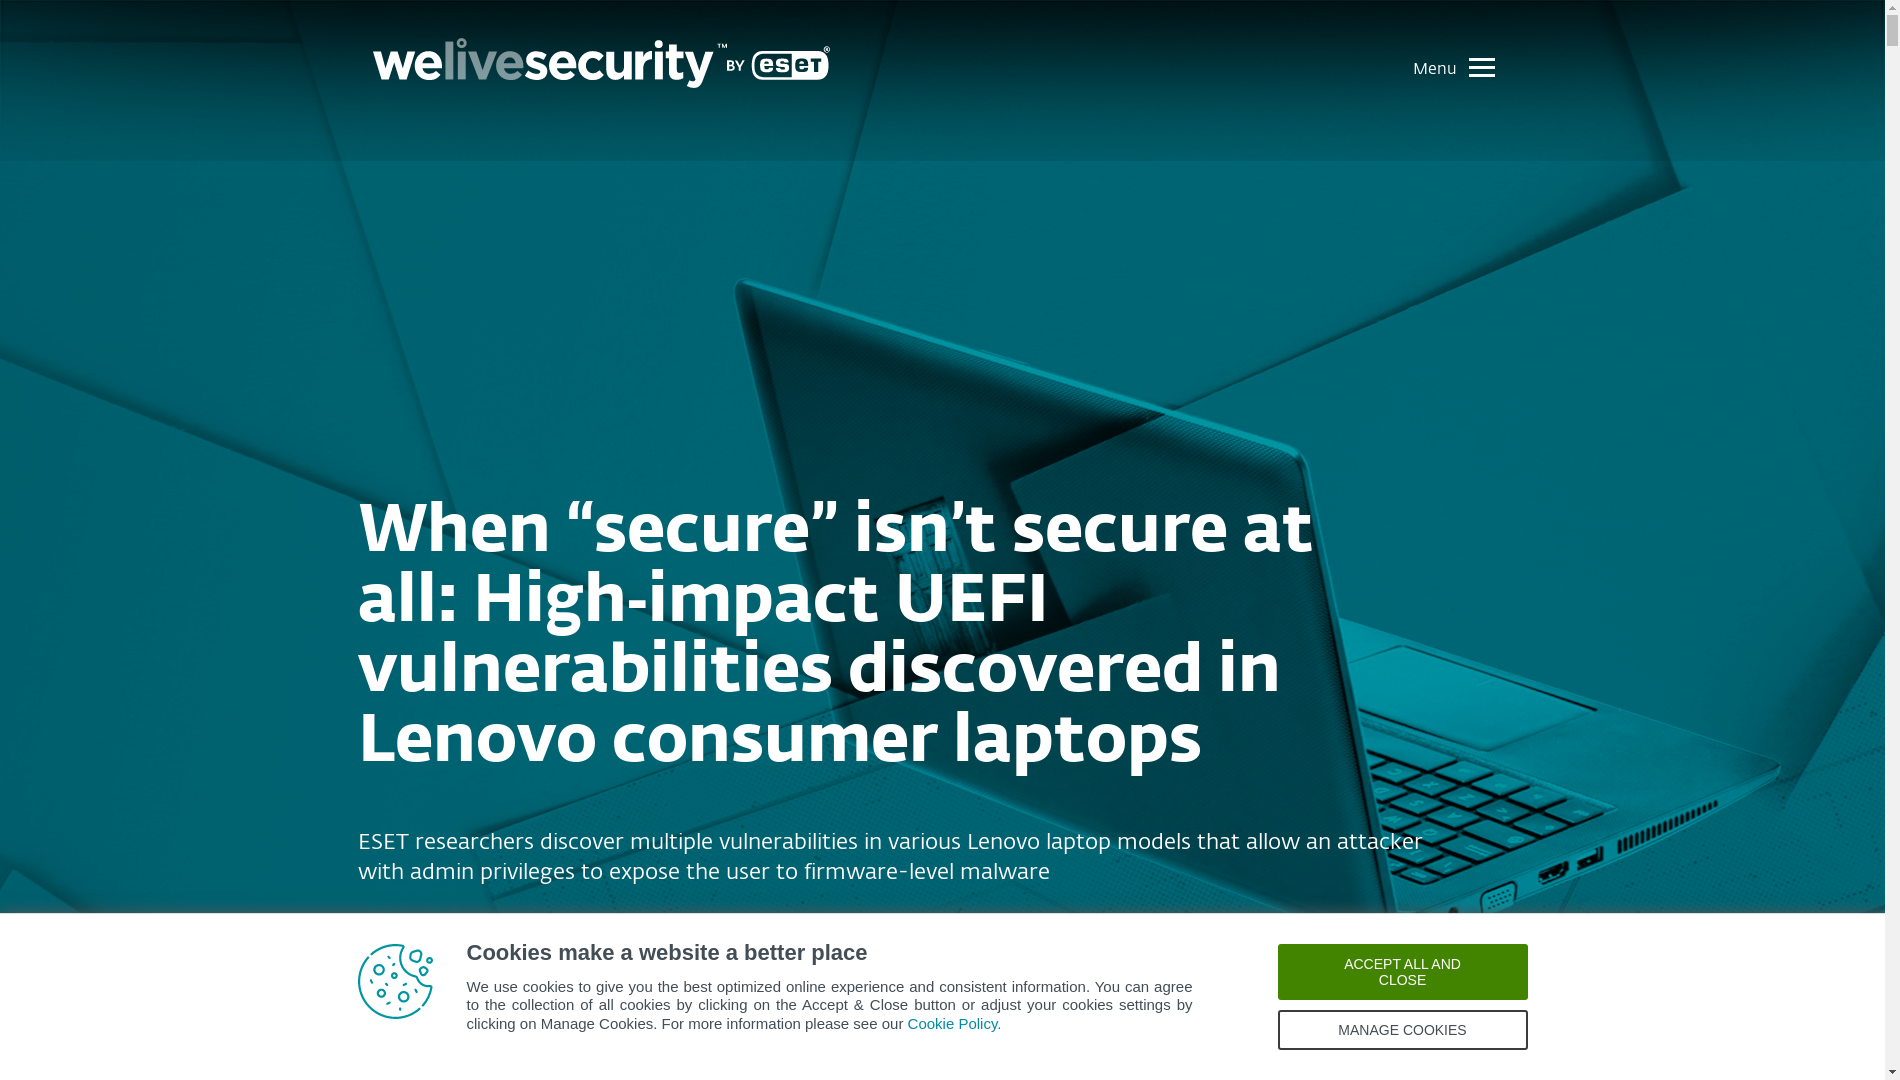 welivesecurity™ BY eset®
Menu
When “secure” isn’t secure at
all: High-impact UEFI
vulnerabilities discovered in
Lenovo consumer laptops
ESET researchers discover multiple vulnerabilities in various Lenovo laptop models that allow an attacker
with admin privileges to expose the user to firmware-level malware
Cookies make a website a better place
We use cookies to give you the best optimized online experience and consistent information. You can agree
to the collection of all cookies by clicking on the Accept & Close button or adjust your cookies settings by
clicking on Manage Cookies. For more information please see our Cookie Policy.
ACCEPT ALL AND
CLOSE
MANAGE COOKIES